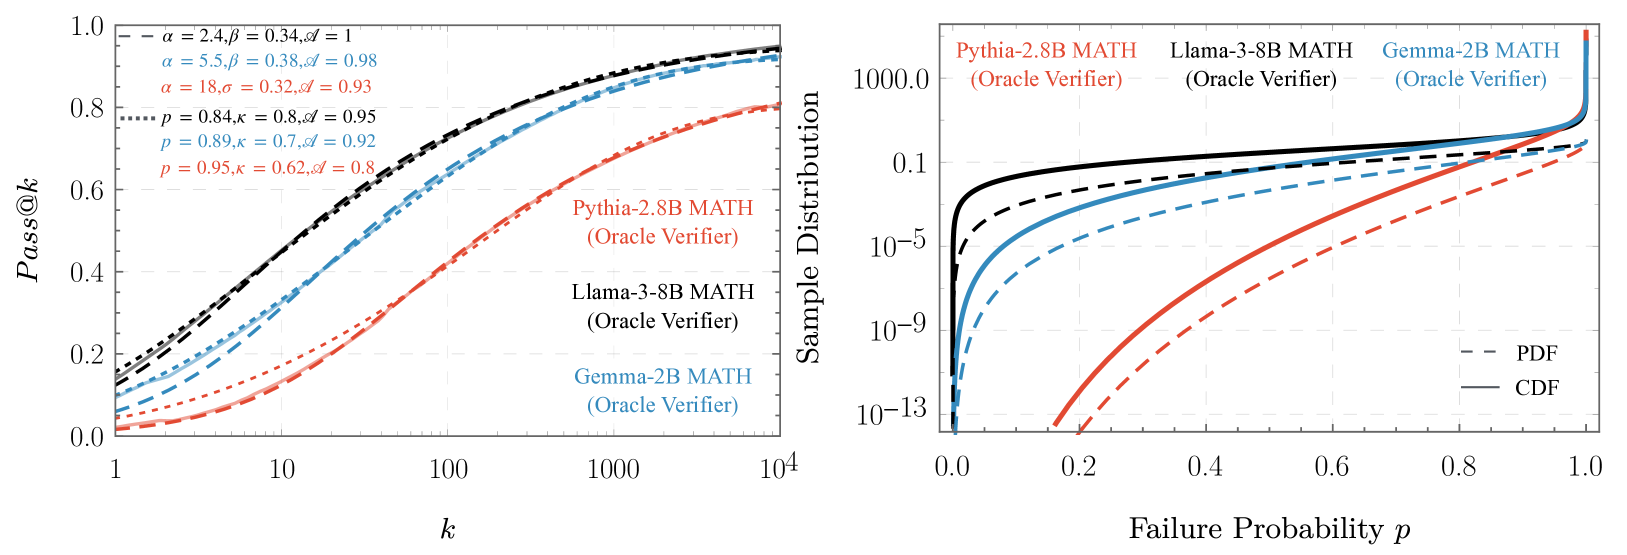 Pass@k
1.0
0.8
0.6
0.4
0.2
0.0
α = 2.4,β = 0.34,𝒜 = 1
α = 5.5,β = 0.38,𝒜 = 0.98
α = 18,σ = 0.32,𝒜 = 0.93
p = 0.84,κ = 0.8,𝒜 = 0.95
p = 0.89,κ = 0.7,𝒜 = 0.92
p = 0.95,κ = 0.62,𝒜 = 0.8
Pythia-2.8B MATH
(Oracle Verifier)
Llama-3-8B MATH
(Oracle Verifier)
Gemma-2B MATH
(Oracle Verifier)
1 10 100 1000 10⁴
k
Sample Distribution
1000.0
0.1
10⁻⁵
10⁻⁹
10⁻¹³
Pythia-2.8B MATH Llama-3-8B MATH Gemma-2B MATH
(Oracle Verifier) (Oracle Verifier) (Oracle Verifier)
PDF
CDF
0.0 0.2 0.4 0.6 0.8 1.0
Failure Probability p